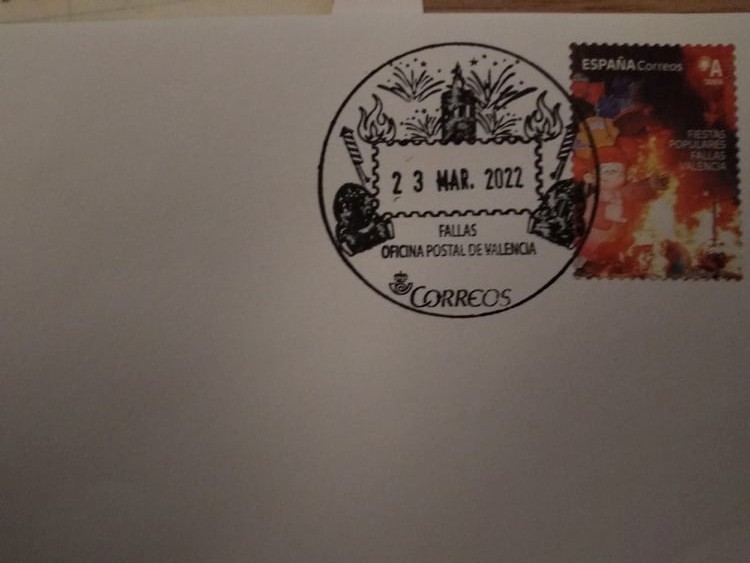 2 3 MAR. 2022
FALLAS
OFICINA POSTAL DE VALENCIA
CORREOS
ESPAÑA Correos
*A
FIESTAS
POPULARES
FALLAS
VALENCIA